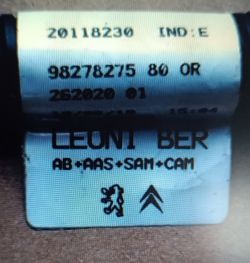 20118230 IND:E
98278275 80 OR
262020 01
LEONI BER
AB+AAS+SAM+CAM